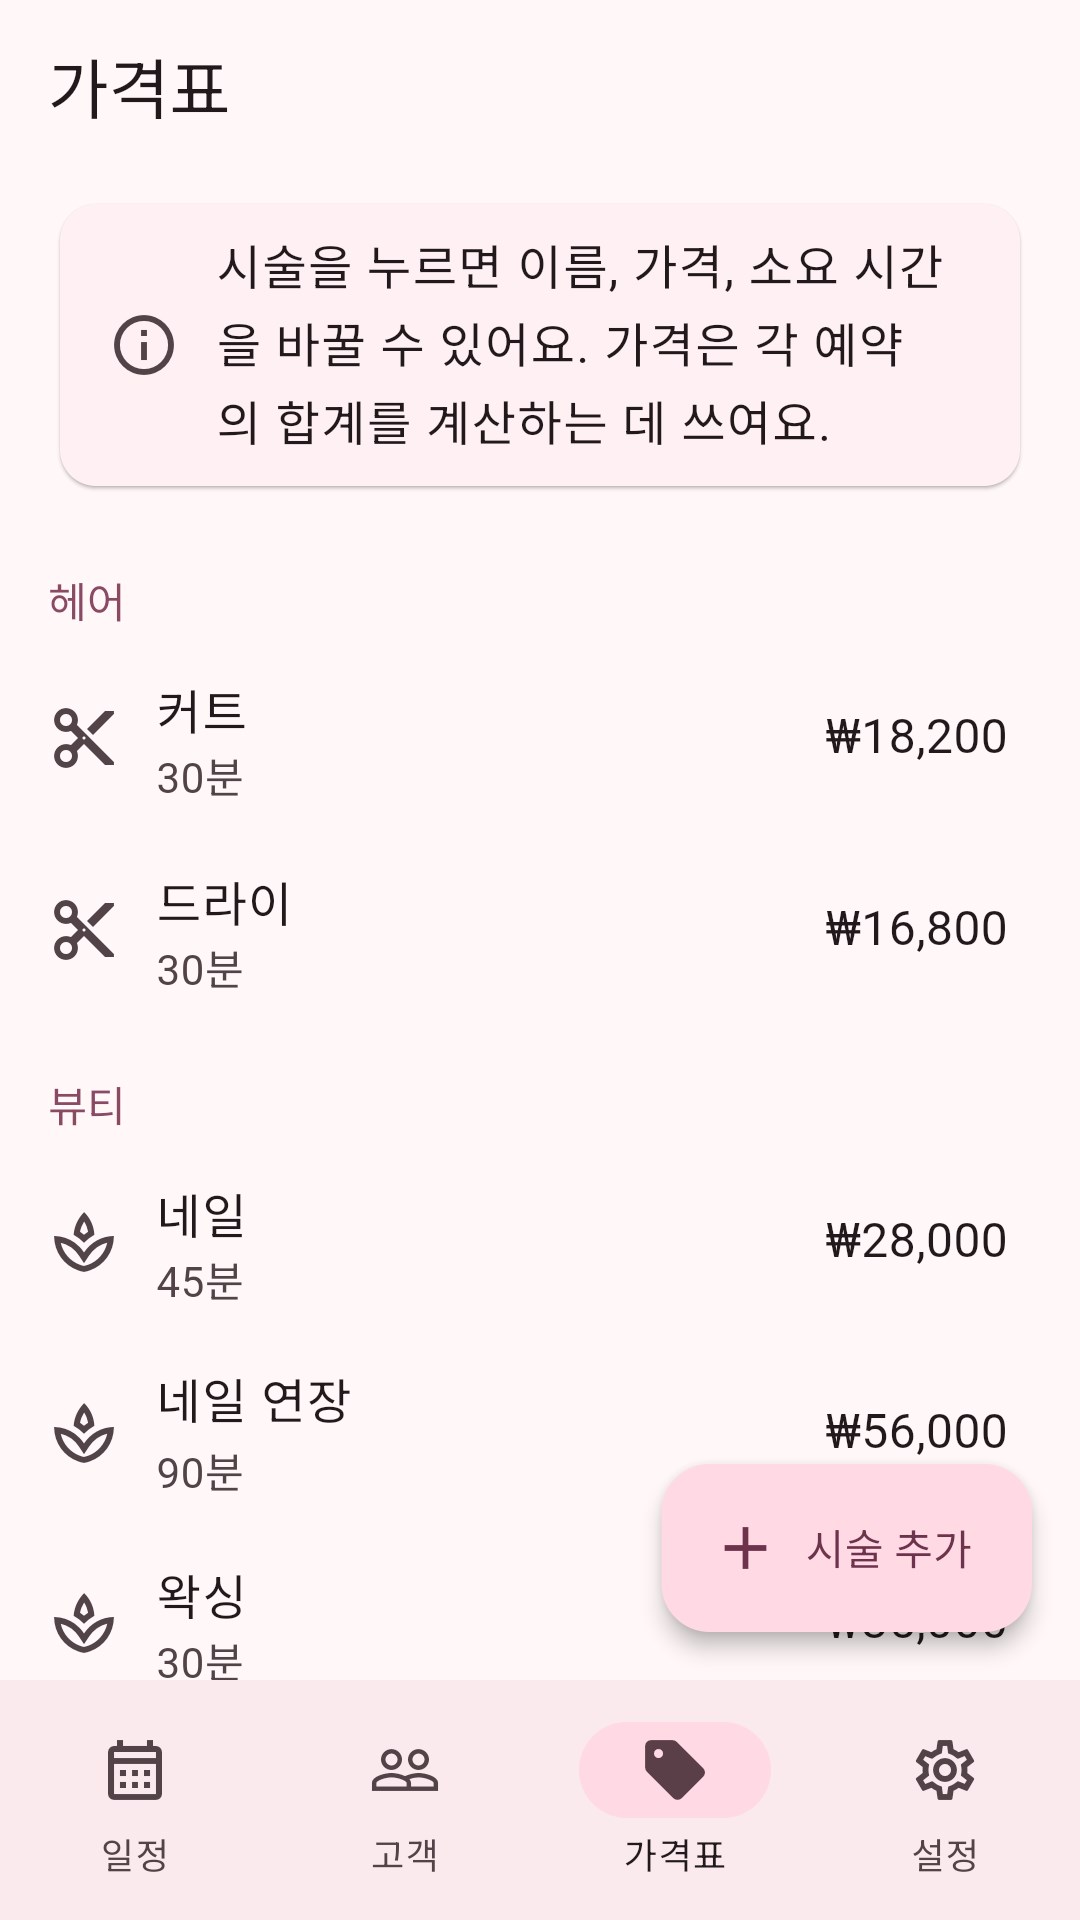 가격표
시술을 누르면 이름, 가격, 소요 시간
을 바꿀 수 있어요. 가격은 각 예약
의 합계를 계산하는 데 쓰여요.
헤어
커트
₩18,200
30분
드라이
₩16,800
30분
뷰티
네일
₩28,000
45분
네일 연장
₩56,000
90분
시술 추가
왁싱
30분
일정
고객
가격표
설정